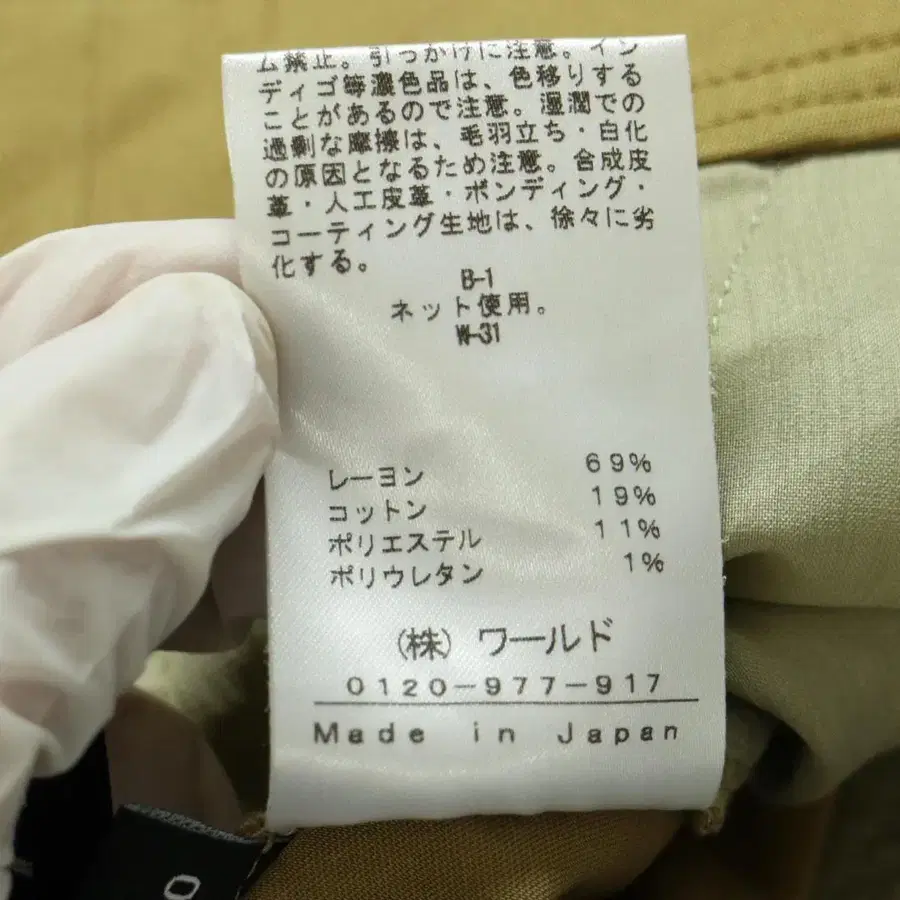 ム禁止。引っかけに注意。イン
ディゴ等濃色品は、色移りする
ことがあるので注意。湿潤での
過剰な摩擦は、毛羽立ち・白化
の原因となるため注意。合成皮
革・人工皮革・ボンディング・
コーティング生地は、徐々に劣
化する。
B-1
ネット使用。
W-31
レーヨン 69%
コットン 19%
ポリエステル 11%
ポリウレタン 1%
(株) ワールド
0120-977-917
Made in Japan